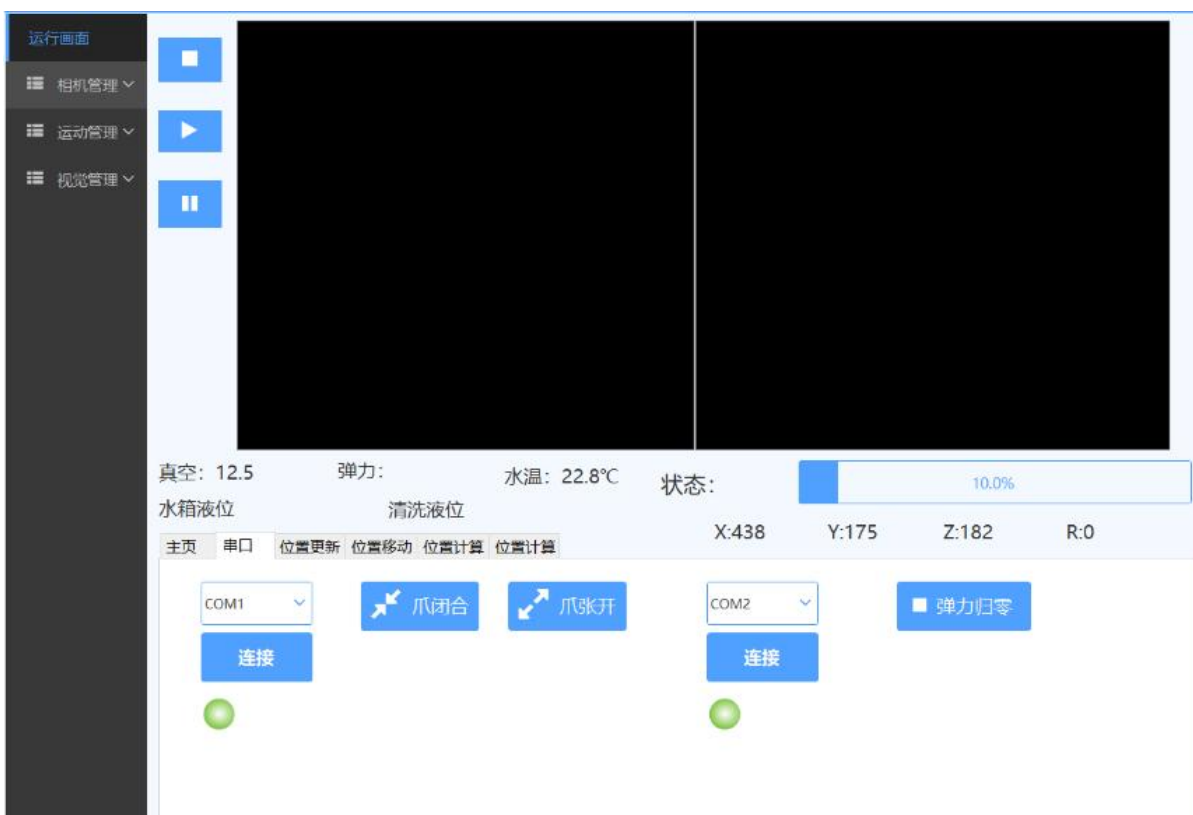 运行画面
相机管理
运动管理
视觉管理
真空：12.5 弹力： 水温：22.8℃ 状态： 10.0%
水箱液位 清洗液位
X:438 Y:175 Z:182 R:0
主页 串口 位置更新 位置移动 位置计算 位置计算
COM1 爪闭合 爪张开 COM2 弹力归零
连接 连接